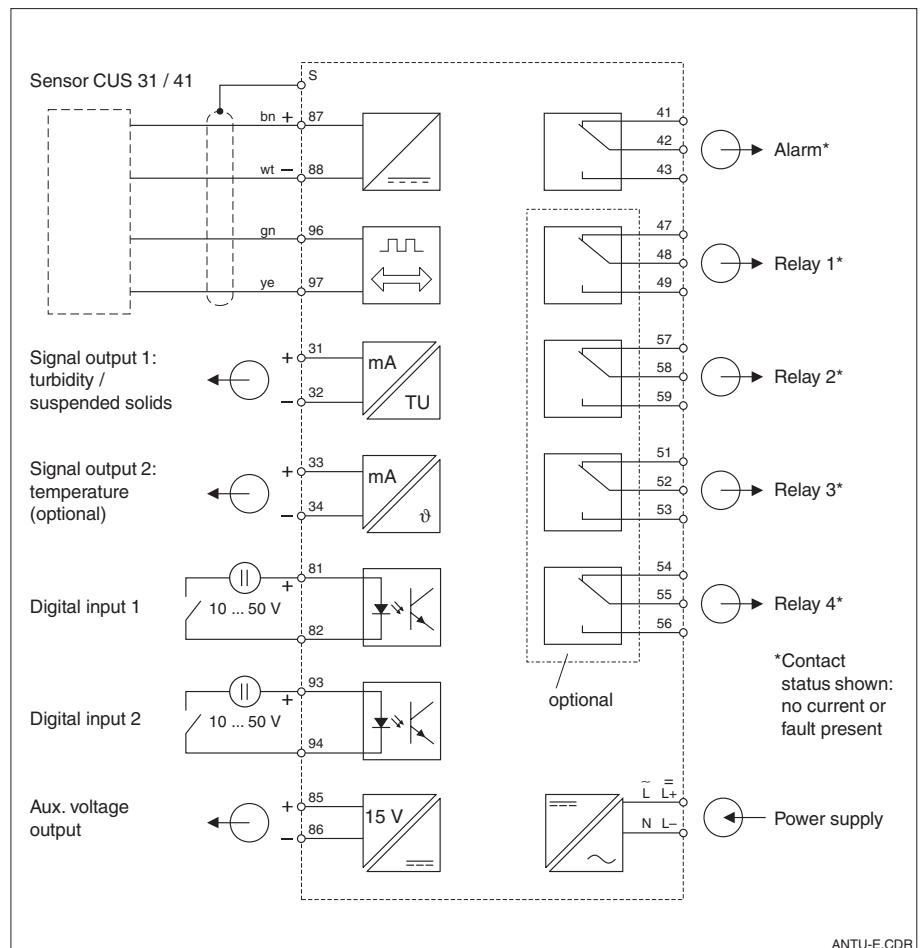 Sensor CUS 31 / 41
S
bn + 87
wt − 88
gn 96
ye 97
Signal output 1:
turbidity /
suspended solids
+ 31
− 32
mA
TU
Signal output 2:
temperature
(optional)
+ 33
− 34
mA
ϑ
Digital input 1
10 ... 50 V
+ 81
82
Digital input 2
10 ... 50 V
+ 93
94
Aux. voltage
output
+ 85
− 86
15 V
41
42
43
Alarm*
47
48
49
Relay 1*
57
58
59
Relay 2*
51
52
53
Relay 3*
54
55
56
Relay 4*
optional
*Contact
status shown:
no current or
fault present
~ =
L L+
N L–
Power supply
ANTU-E.CDR